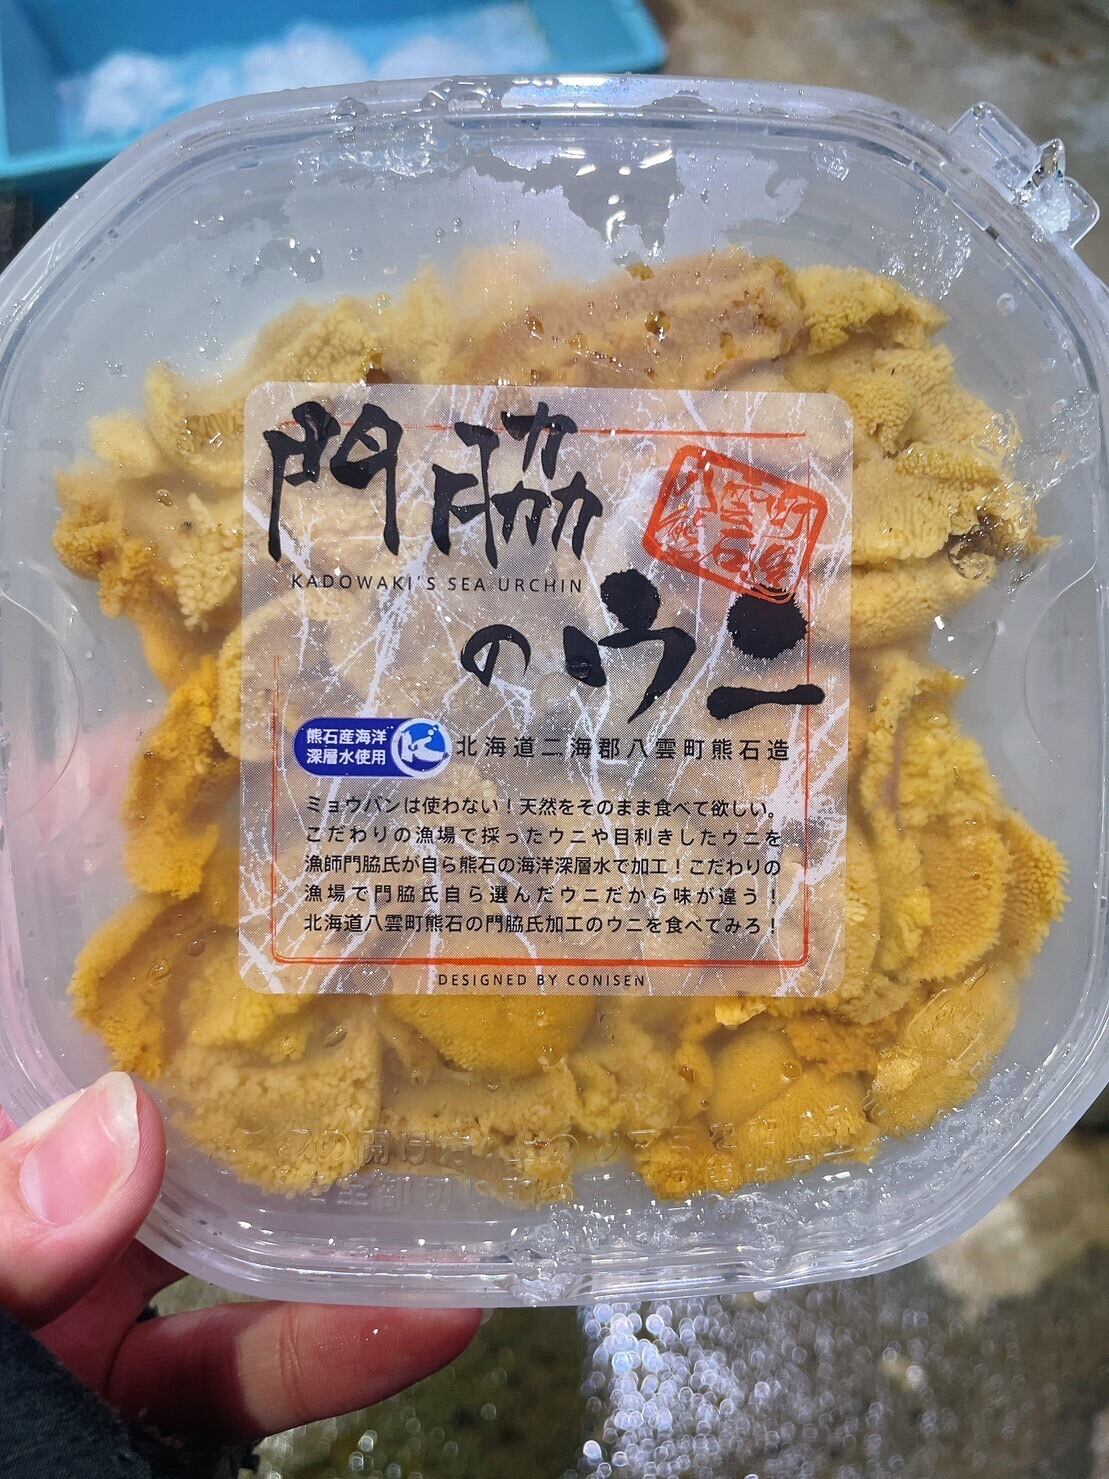 門脇
KADOWAKI'S SEA URCHIN
のウニ
八雲町
熊石産
熊石産海洋
深層水使用
K
北海道二海郡八雲町熊石造
ミョウバンは使わない！天然をそのまま食べて欲しい。
こだわりの漁場で採ったウニや目利きしたウニを
漁師門脇氏が自ら熊石の海洋深層水で加工！こだわりの
漁場で門脇氏自ら選んだウニだから味が違う！
北海道八雲町熊石の門脇氏加工のウニを食べてみろ！
DESIGNED BY CONISEN